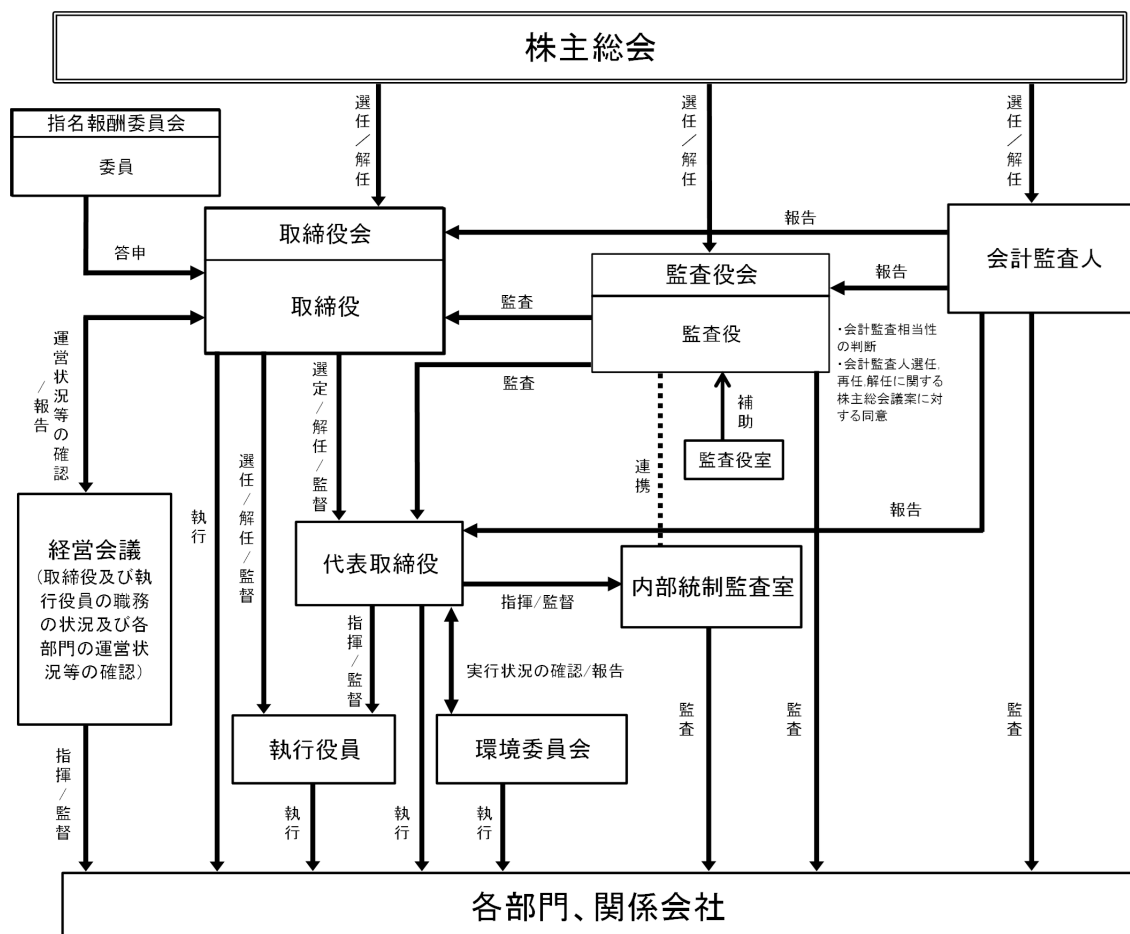 株主総会
選任/解任
選任/解任
選任/解任
指名報酬委員会
委員
答申
取締役会
取締役
報告
会計監査人
監査役会
監査役
報告
監査
監査
・会計監査相当性
の判断
・会計監査人選任,
再任,解任に関する
株主総会議案に対
する同意
運営状況等の確認
/報告
選定/解任/監督
補助
監査役室
連携
選任/解任/監督
執行
報告
経営会議
(取締役及び執
行役員の職務
の状況及び各
部門の運営状
況等の確認)
代表取締役
指揮/監督
内部統制監査室
指揮/監督
実行状況の確認/報告
執行役員
環境委員会
監査
監査
監査
指揮/監督
執行
執行
執行
各部門、関係会社